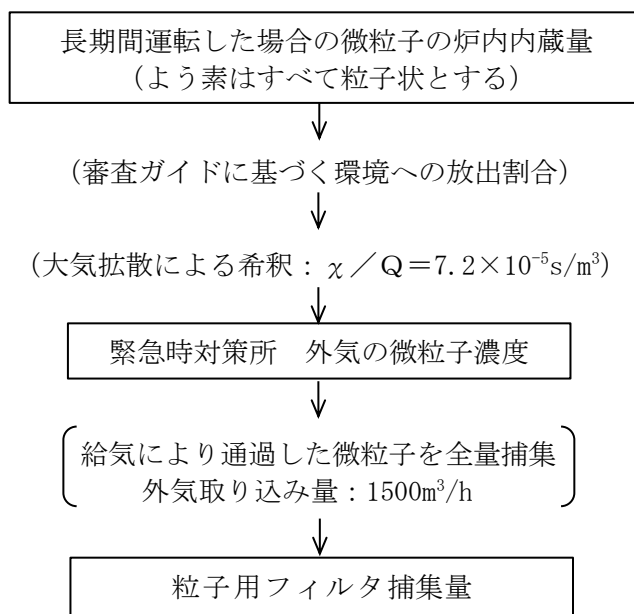 長期間運転した場合の微粒子の炉内内蔵量
(よう素はすべて粒子状とする)
(審査ガイドに基づく環境への放出割合)
(大気拡散による希釈:χ/Q=7.2×10⁻⁵s/m³)
緊急時対策所 外気の微粒子濃度
給気により通過した微粒子を全量捕集
外気取り込み量:1500m³/h
粒子用フィルタ捕集量